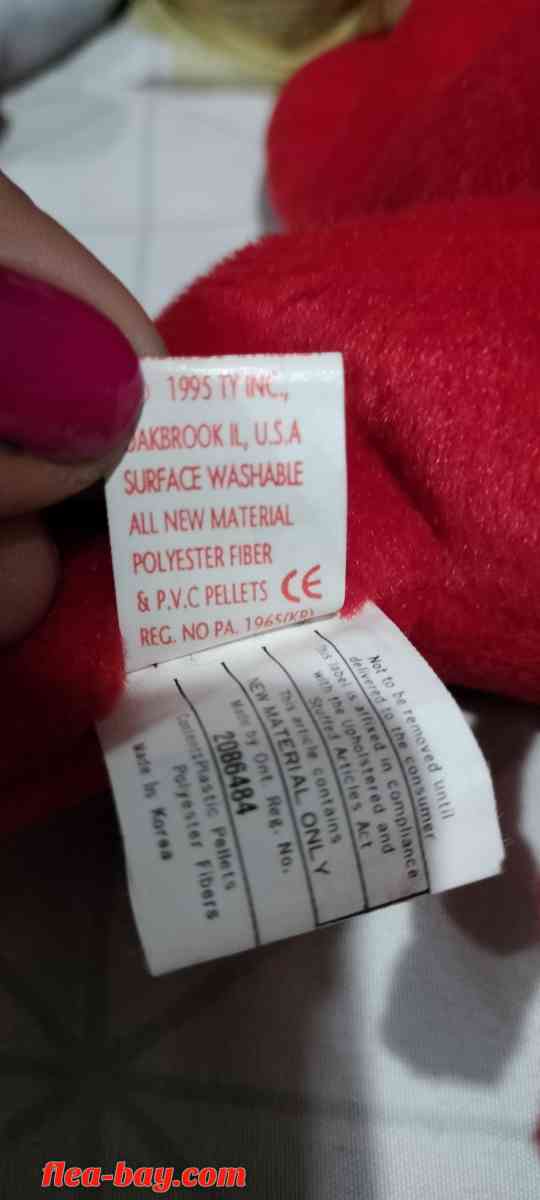 1995 TY INC.,
OAKBROOK IL, U.S.A
SURFACE WASHABLE
ALL NEW MATERIAL
POLYESTER FIBER
& P.V.C PELLETS CE
REG. NO PA. 1965(KR)
Not to be removed until
delivered to the consumer
This label is affixed in compliance
with the Upholstered and
Stuffed Articles Act
This article contains
NEW MATERIAL ONLY
Made by Ont. Reg. No.
20B6484
Content:Plastic Pellets
Polyester Fibers
Made in Korea
flea-bay.com